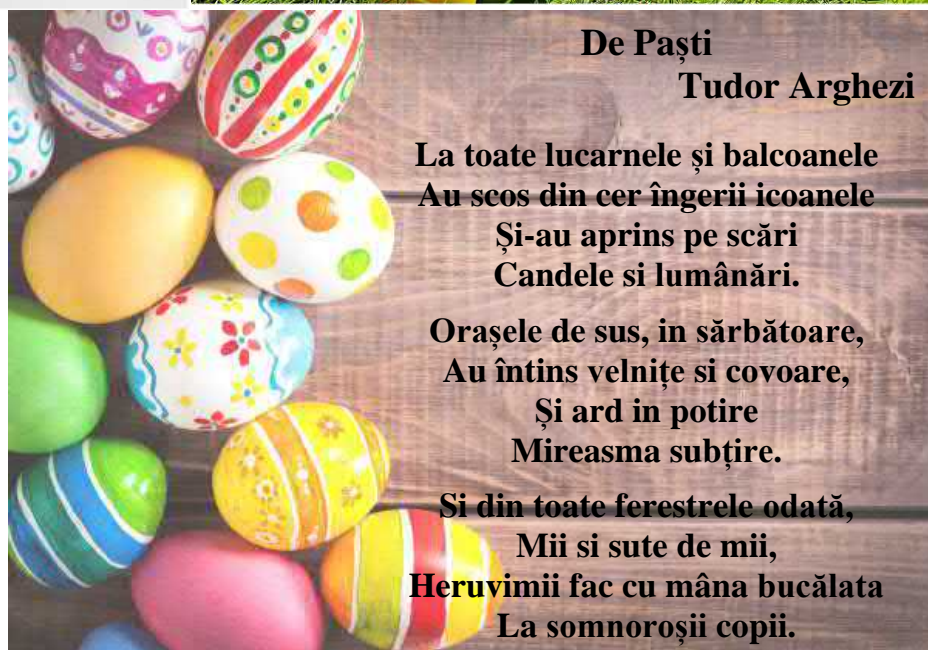 De Paști
Tudor Arghezi
La toate lucarnele și balcoanele
Au scos din cer îngerii icoanele
Și-au aprins pe scări
Candele si lumânări.
Orașele de sus, in sărbătoare,
Au întins velnițe si covoare,
Și ard in potire
Mireasma subțire.
Si din toate ferestrele odată,
Mii si sute de mii,
Heruvimii fac cu mâna bucălata
La somnoroșii copii.